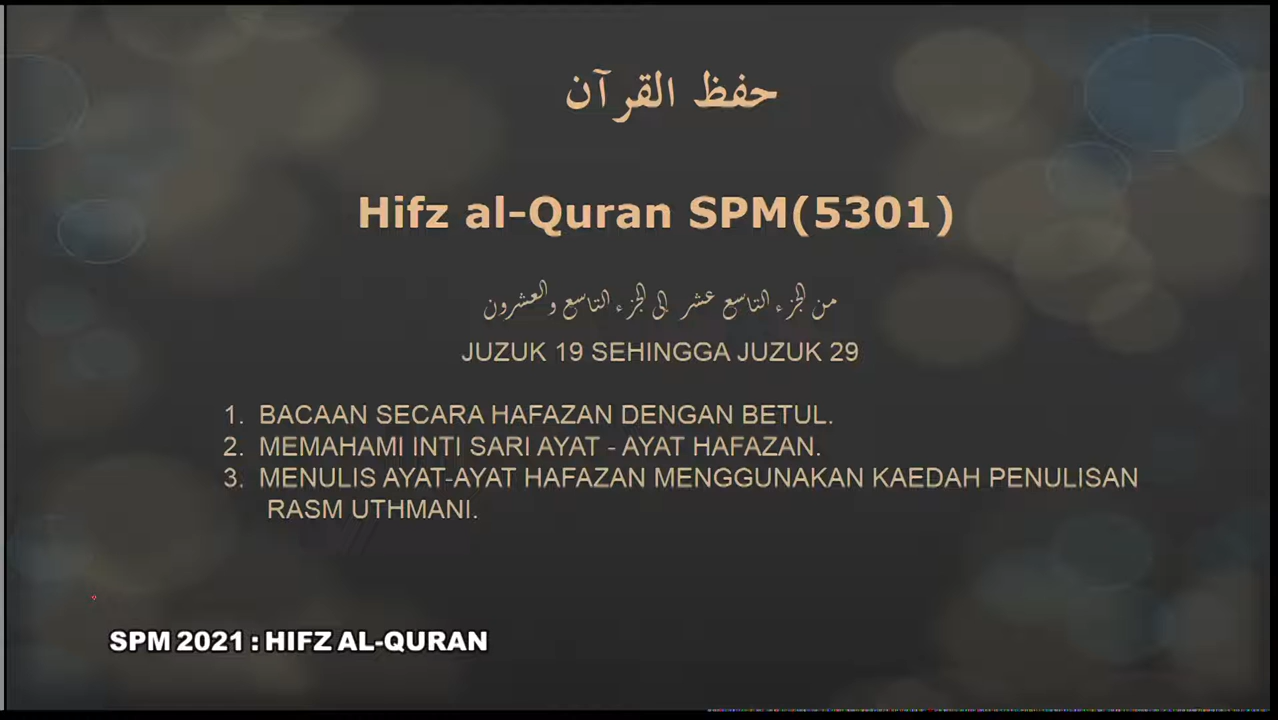 حفظ القرآن
Hifz al-Quran SPM(5301)
من الجزء التاسع عشر إلى الجزء التاسع والعشرون
JUZUK 19 SEHINGGA JUZUK 29
1. BACAAN SECARA HAFAZAN DENGAN BETUL.
2. MEMAHAMI INTI SARI AYAT - AYAT HAFAZAN.
3. MENULIS AYAT-AYAT HAFAZAN MENGGUNAKAN KAEDAH PENULISAN
RASM UTHMANI.
SPM 2021 : HIFZ AL-QURAN